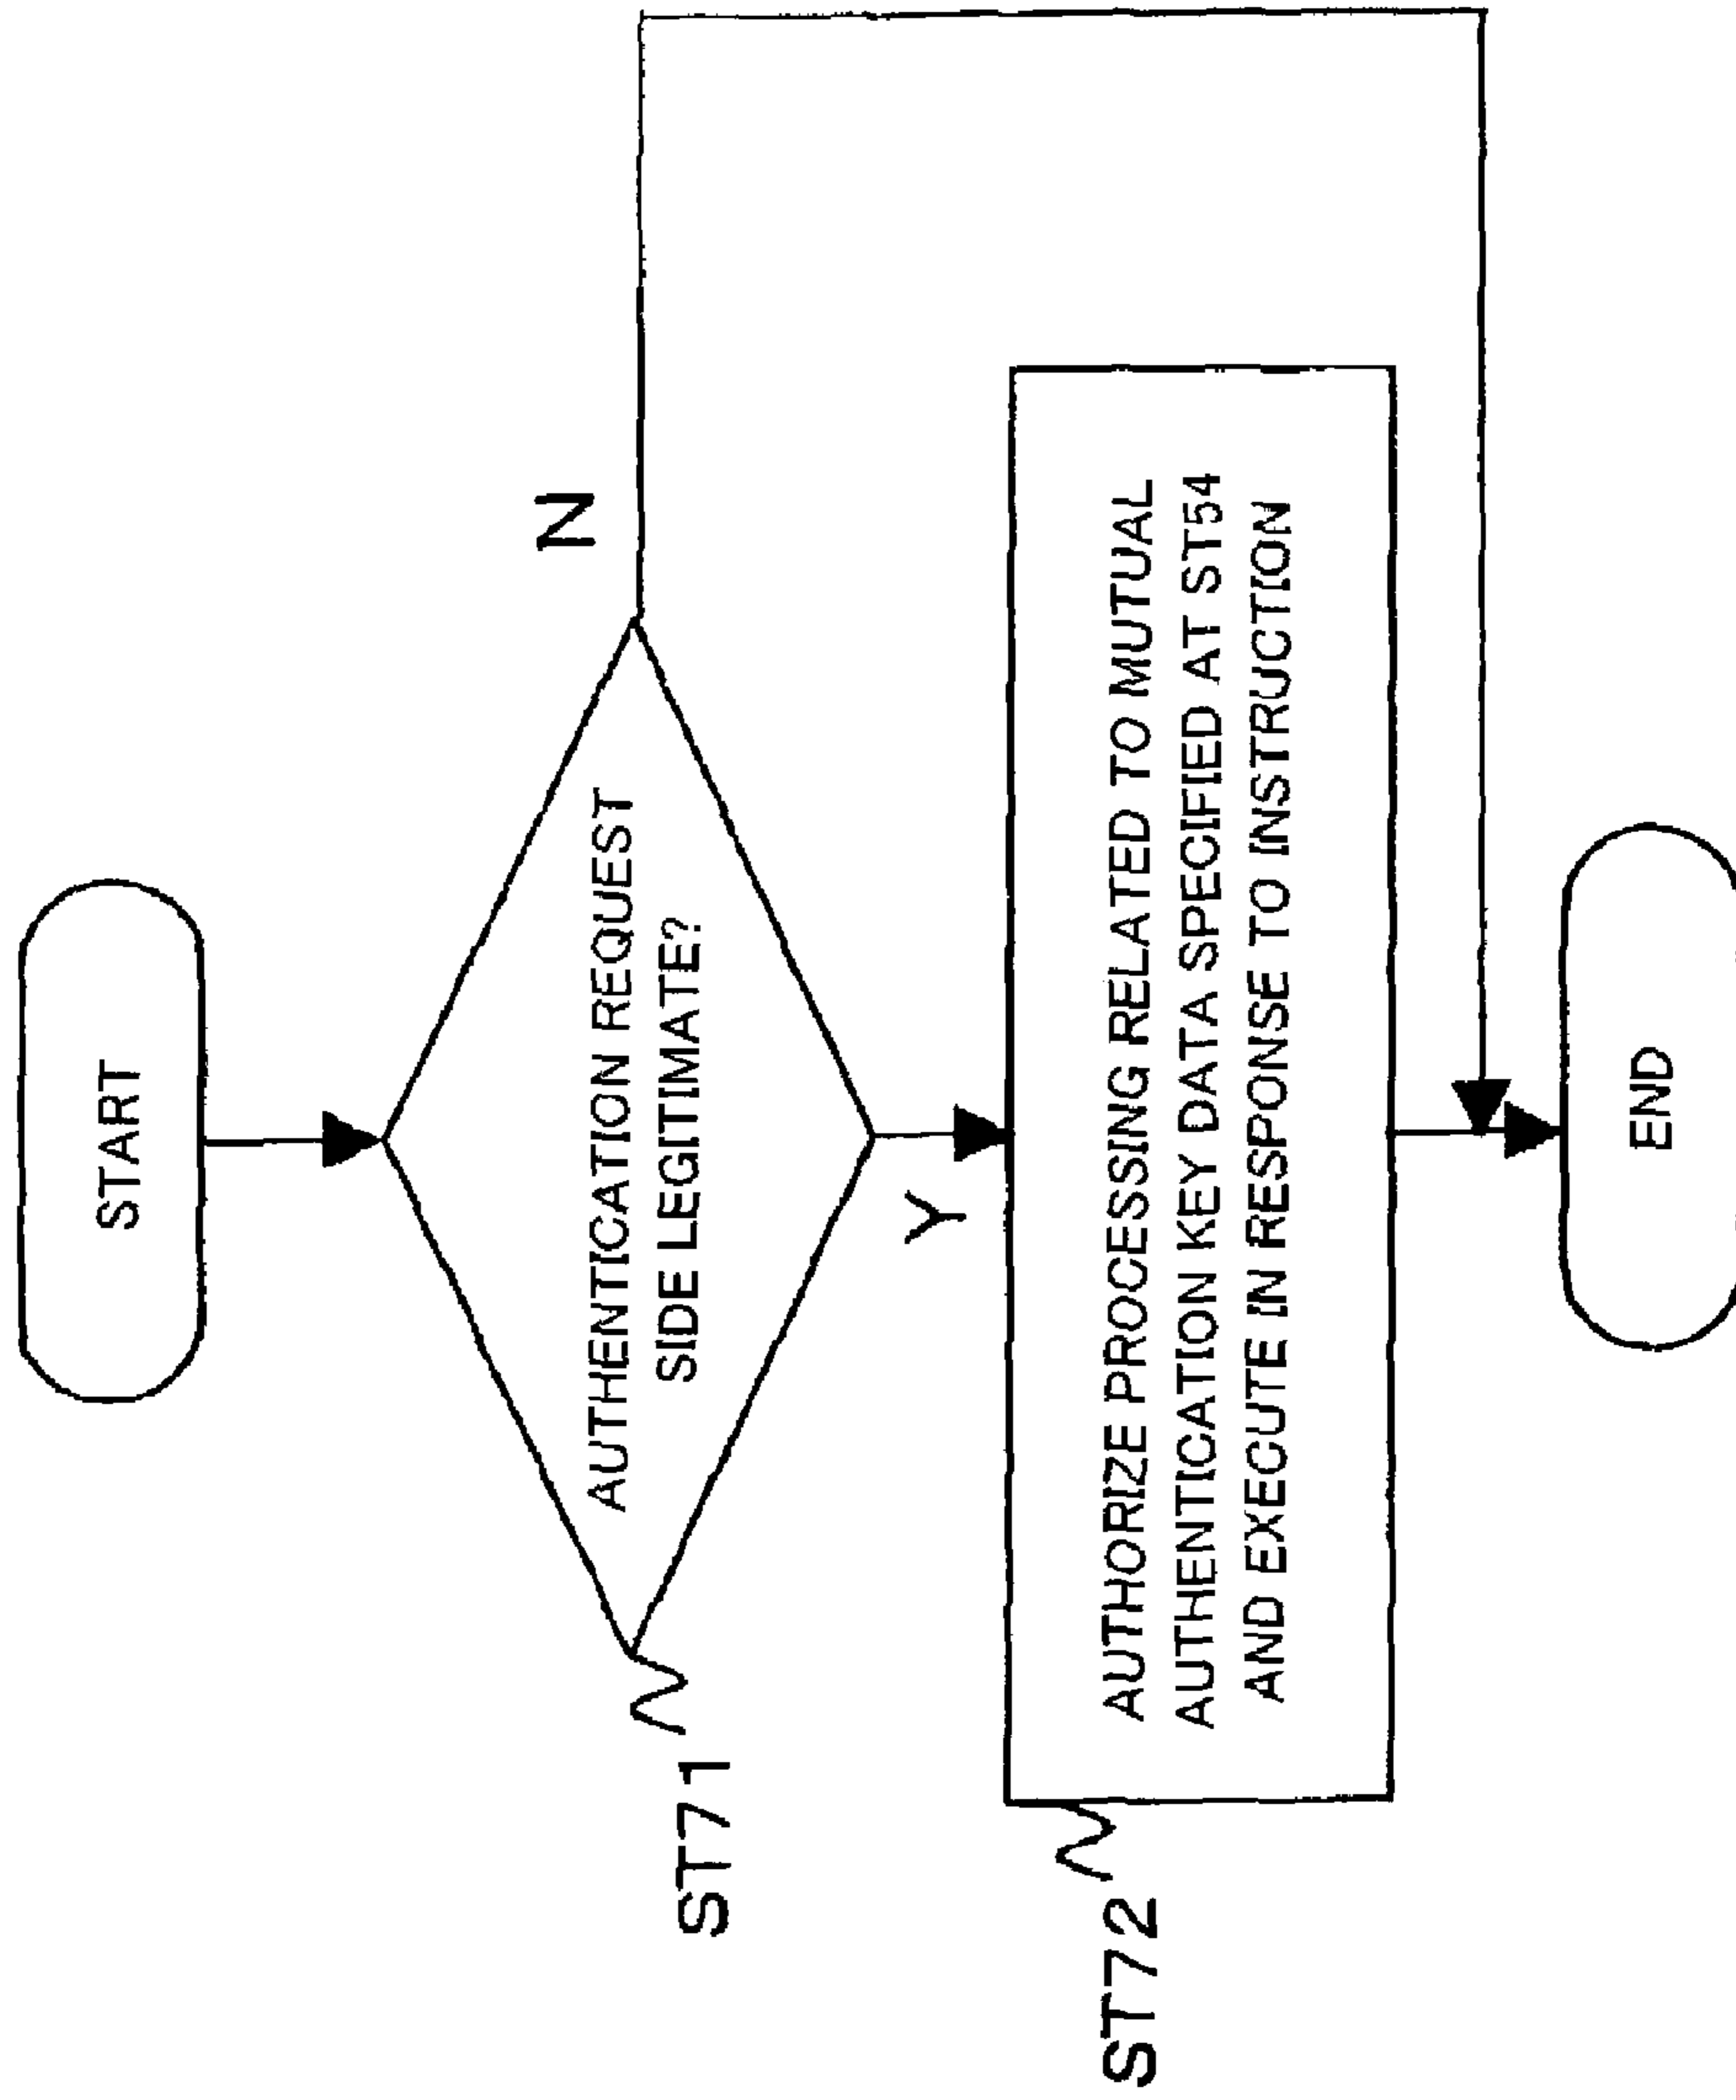 START
AUTHENTICATION REQUEST
SIDE LEGITIMATE?
ST71
N
Y
AUTHORIZE PROCESSING RELATED TO MUTUAL
AUTHENTICATION KEY DATA SPECIFIED AT ST54
AND EXECUTE IN RESPONSE TO INSTRUCTION
ST72
END